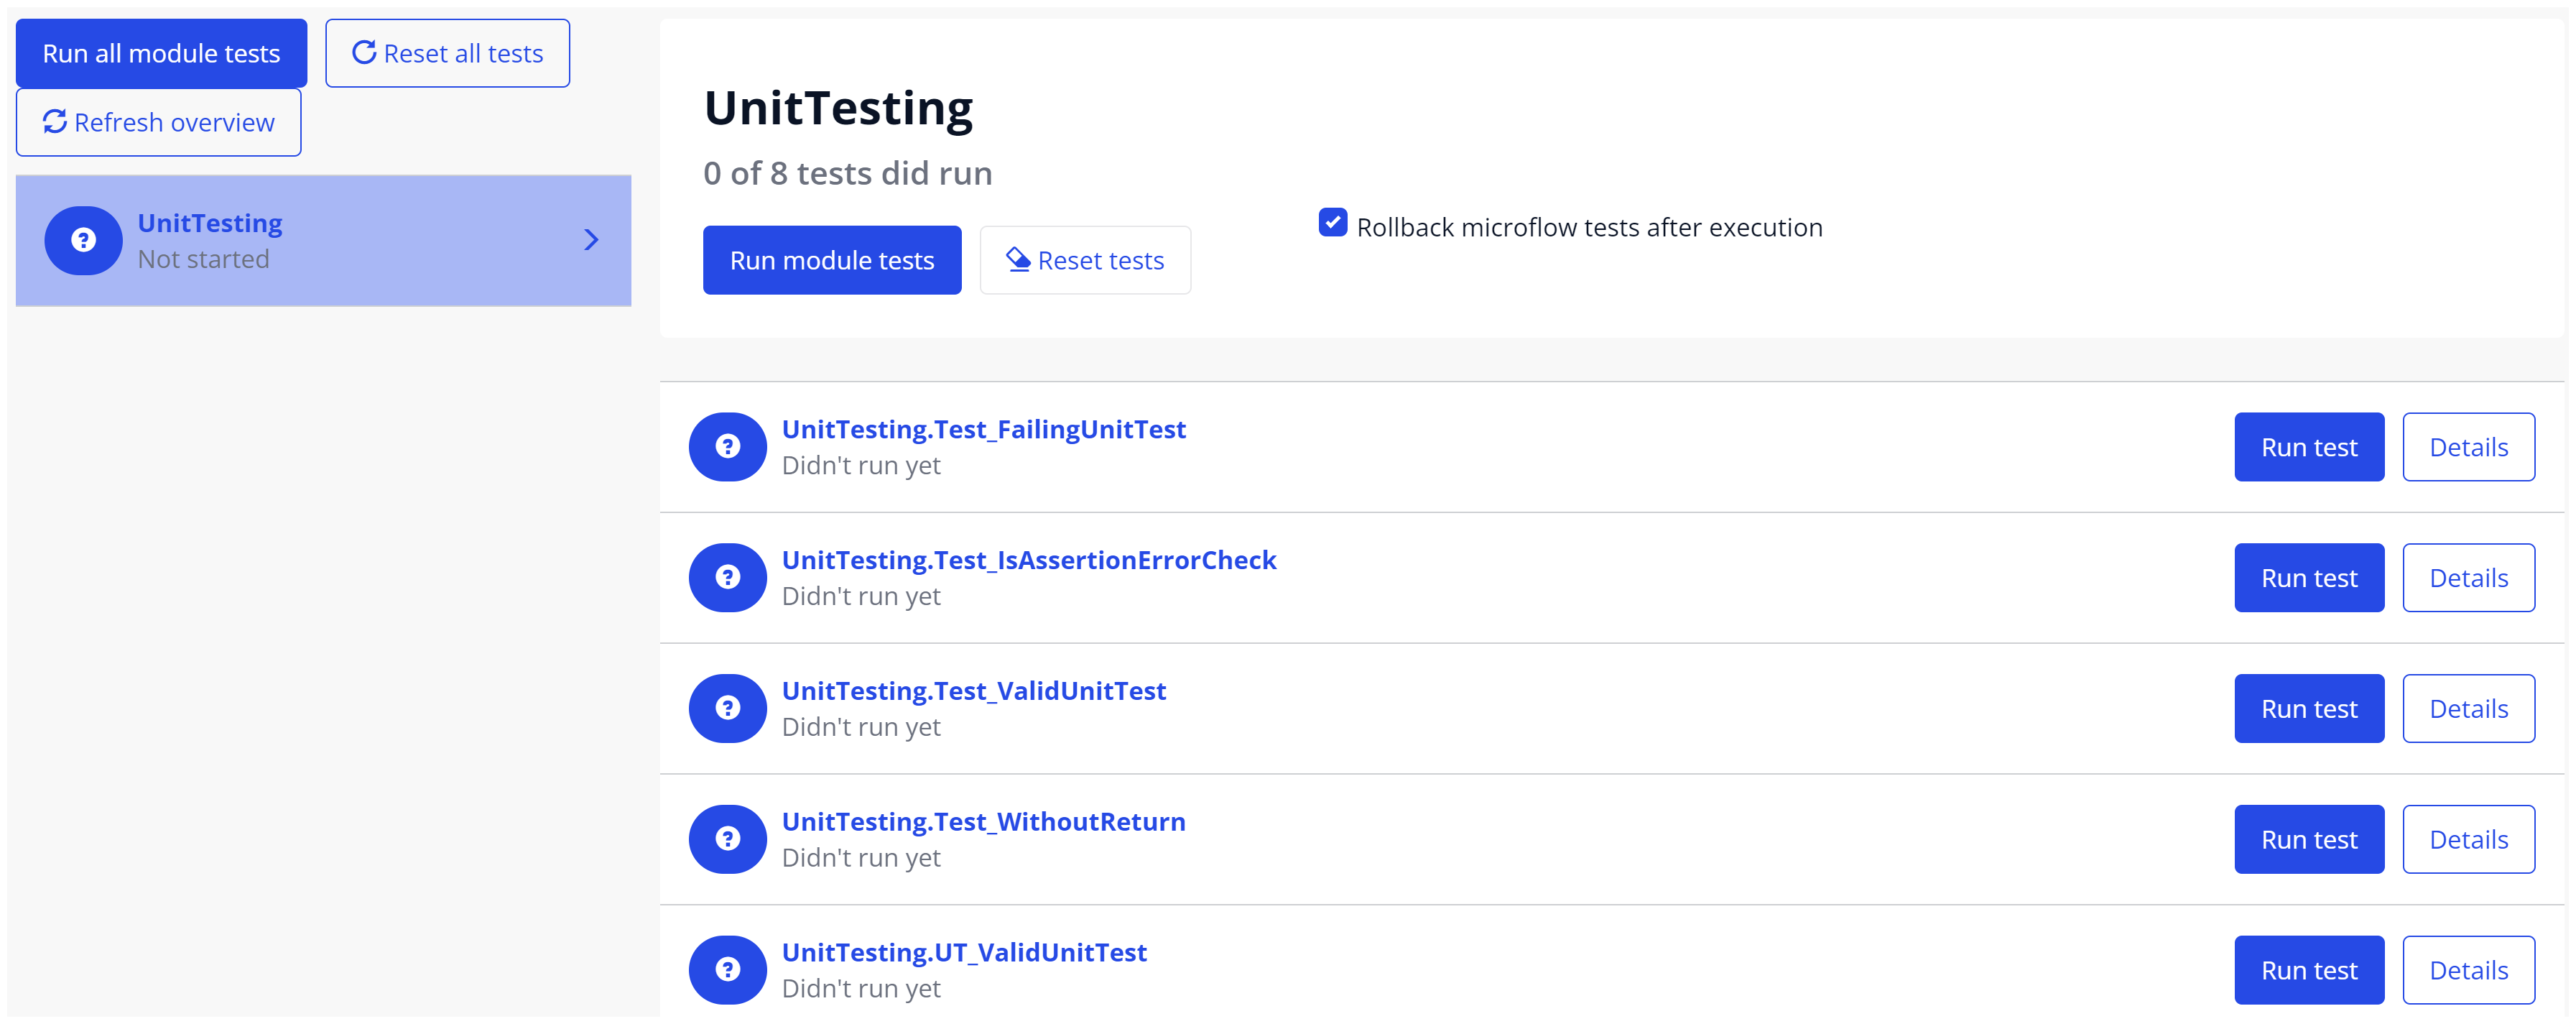 Run all module tests
Reset all tests
Refresh overview
UnitTesting
Not started
UnitTesting
0 of 8 tests did run
Run module tests
Reset tests
Rollback microflow tests after execution
UnitTesting.Test_FailingUnitTest
Didn't run yet
Run test
Details
UnitTesting.Test_IsAssertionErrorCheck
Didn't run yet
Run test
Details
UnitTesting.Test_ValidUnitTest
Didn't run yet
Run test
Details
UnitTesting.Test_WithoutReturn
Didn't run yet
Run test
Details
UnitTesting.UT_ValidUnitTest
Didn't run yet
Run test
Details